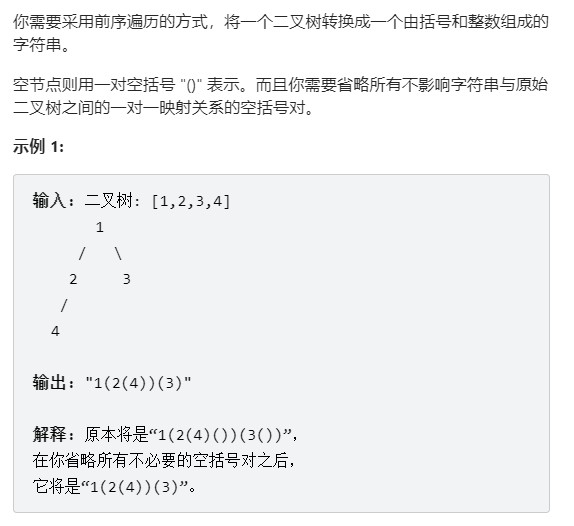 你需要采用前序遍历的方式，将一个二叉树转换成一个由括号和整数组成的
字符串。
空节点则用一对空括号 "()" 表示。而且你需要省略所有不影响字符串与原始
二叉树之间的一对一映射关系的空括号对。
示例 1:
输入: 二叉树: [1,2,3,4]
1
/ \
2 3
/
4
输出: "1(2(4))(3)"
解释: 原本将是“1(2(4)())(3())”，
在你省略所有不必要的空括号对之后，
它将是“1(2(4))(3)”。